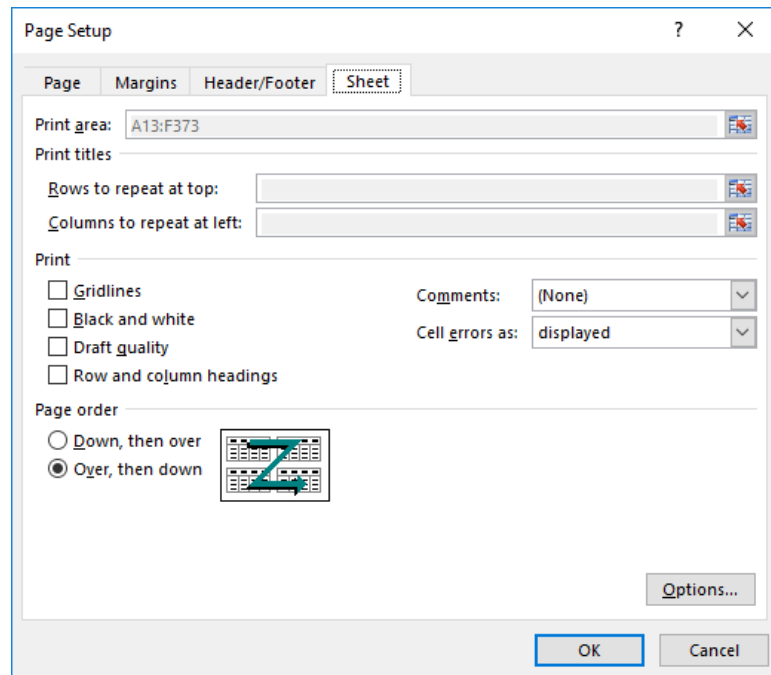 Page Setup ?
Page Margins Header/Footer Sheet
Print area: A13:F373
Print titles
Rows to repeat at top:
Columns to repeat at left:
Print
Gridlines
Comments: (None)
Black and white
Cell errors as: displayed
Draft quality
Row and column headings
Page order
Down, then over
Over, then down
Options...
OK Cancel